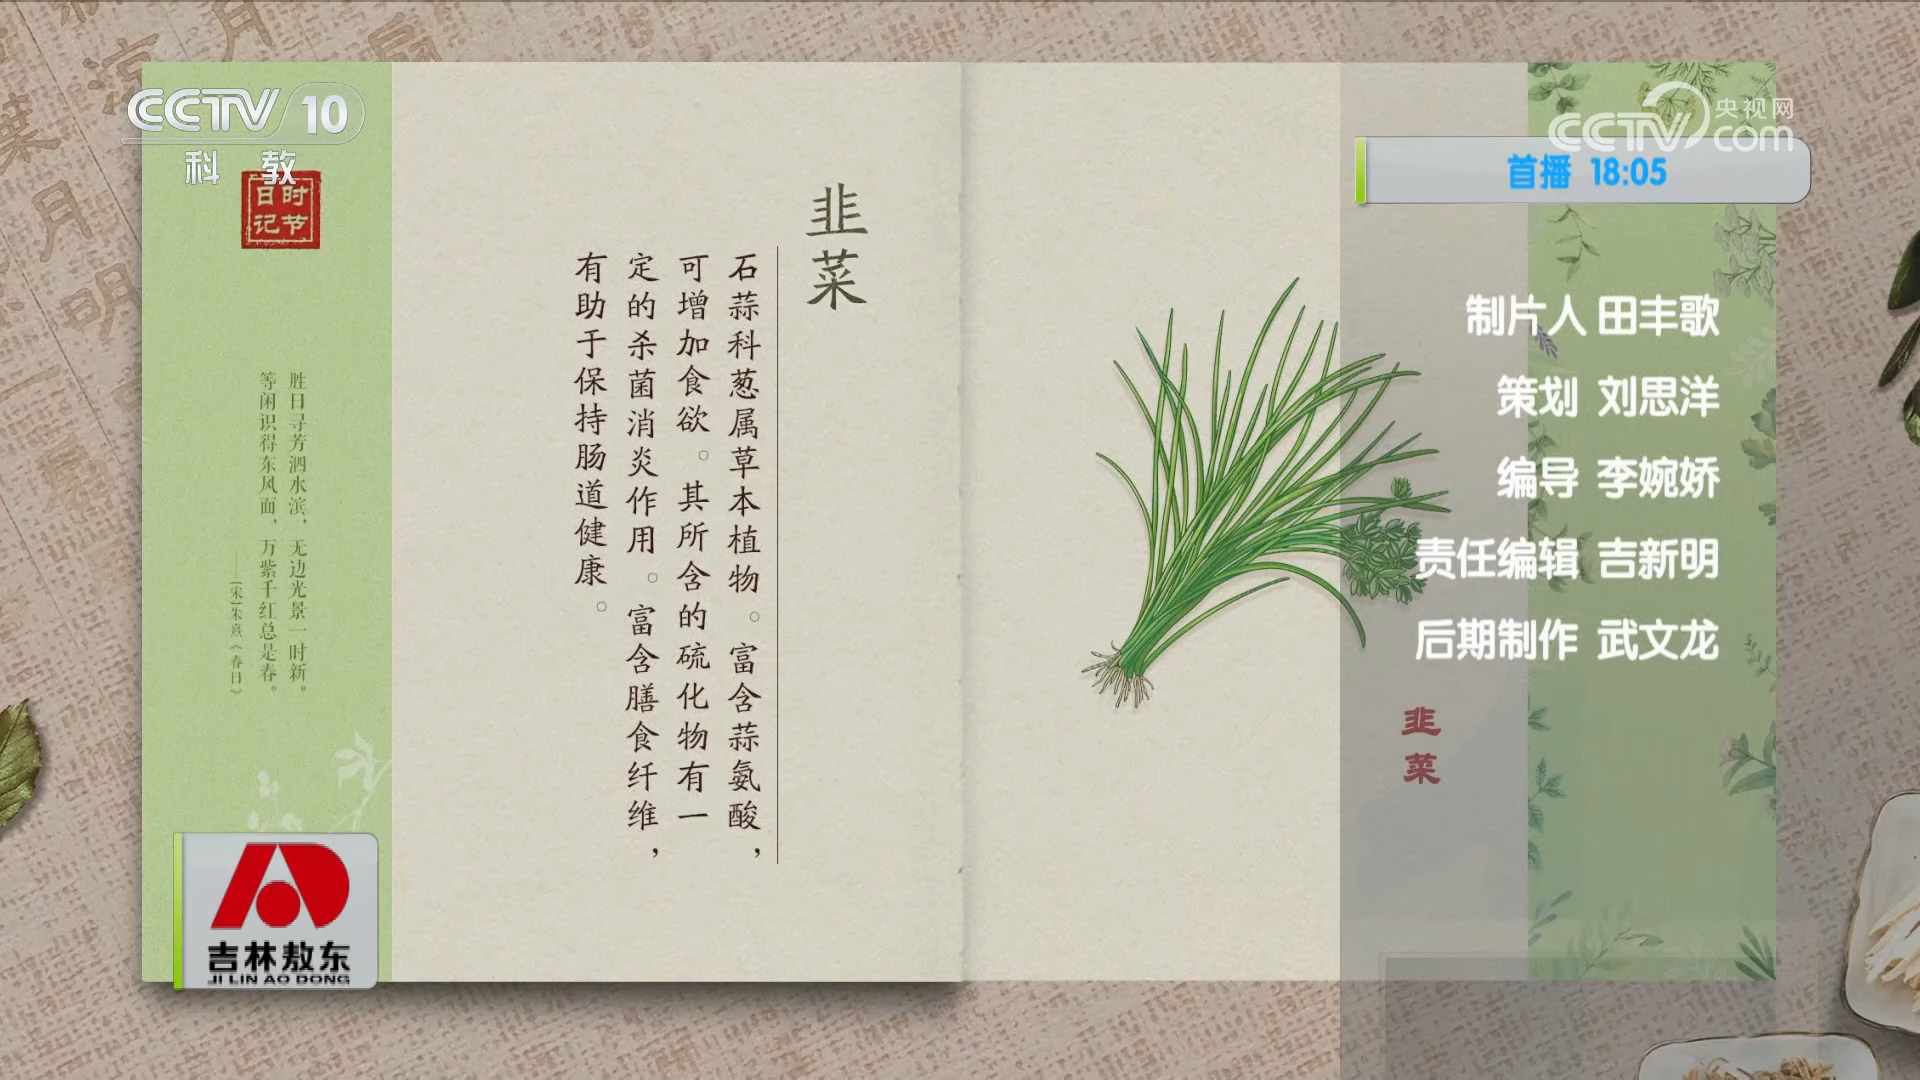 CCTV 10
科 教
央视网
CCTV.com
首播 18:05
时节
日记
胜日寻芳泗水滨，无边光景一时新。
等闲识得东风面，万紫千红总是春。
——[宋]朱熹《春日》
韭菜
石蒜科葱属草本植物。富含蒜氨酸，
可增加食欲。其所含的硫化物有一
定的杀菌消炎作用。富含膳食纤维，
有助于保持肠道健康。
制片人 田丰歌
策划 刘思洋
编导 李婉娇
责任编辑 吉新明
后期制作 武文龙
韭菜
吉林敖东
JI LIN AO DONG